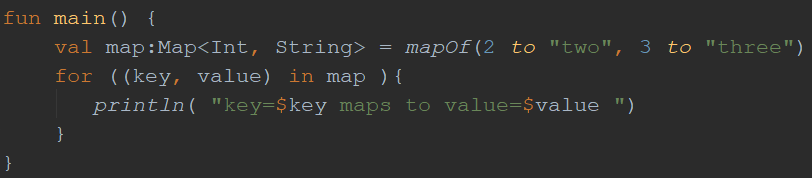 fun main() {
    val map:Map<Int, String> = mapOf(2 to "two", 3 to "three")
    for ((key, value) in map ){
       println( "key=$key maps to value=$value ")
    }
}